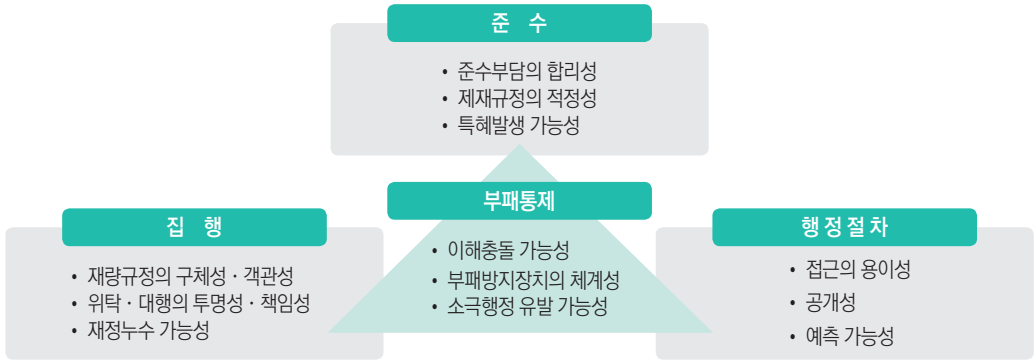 준 수
• 준수부담의 합리성
• 제재규정의 적정성
• 특혜발생 가능성
집 행
• 재량규정의 구체성 · 객관성
• 위탁 · 대행의 투명성 · 책임성
• 재정누수 가능성
부패통제
• 이해충돌 가능성
• 부패방지장치의 체계성
• 소극행정 유발 가능성
행정절차
• 접근의 용이성
• 공개성
• 예측 가능성